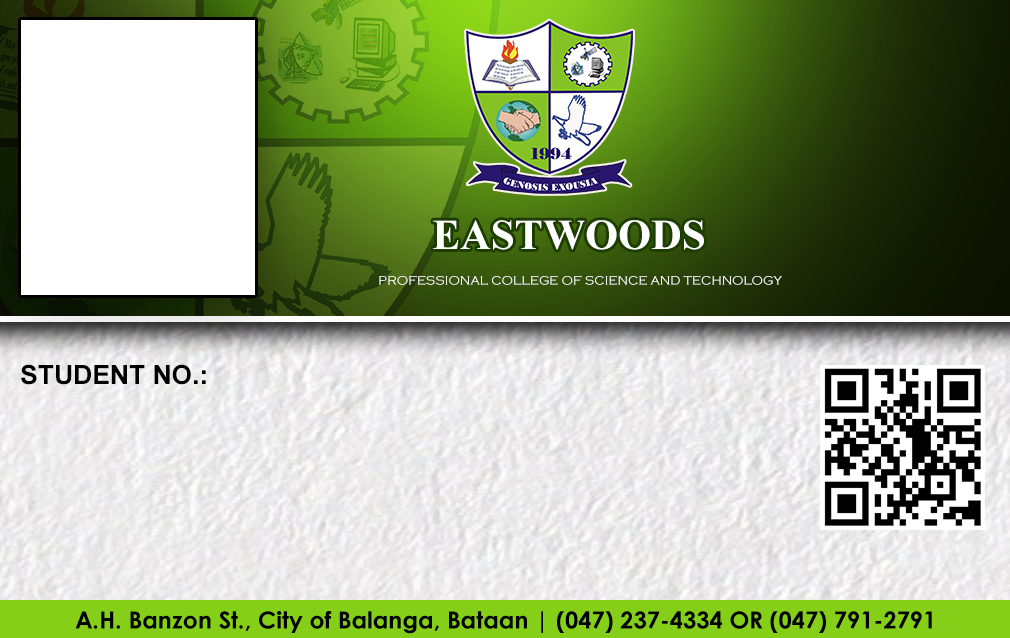 1994
GENOSIS EXOUSIA
EASTWOODS
PROFESSIONAL COLLEGE OF SCIENCE AND TECHNOLOGY
STUDENT NO.:
A.H. Banzon St., City of Balanga, Bataan | (047) 237-4334 OR (047) 791-2791